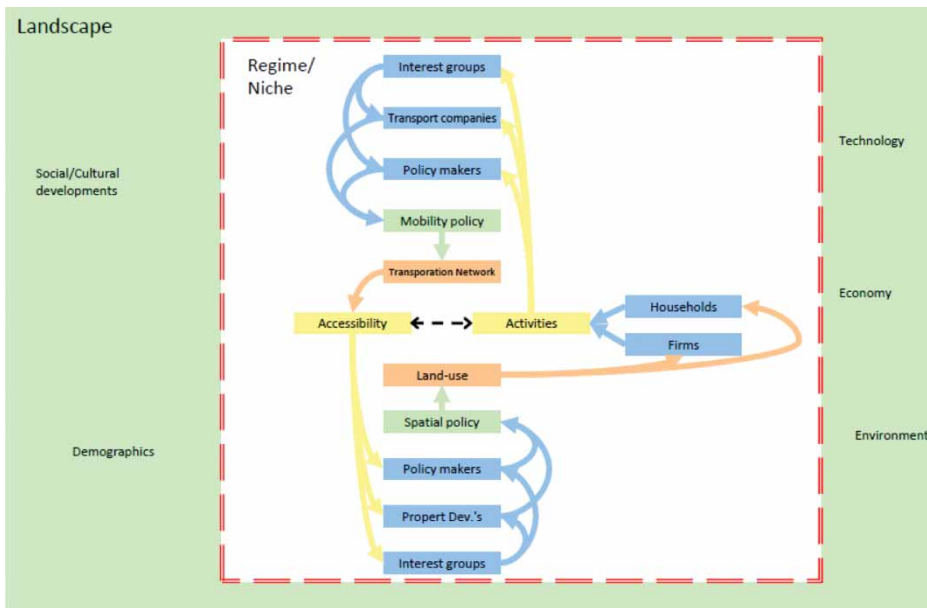 Landscape
Regime/
Niche
Interest groups
Transport companies
Technology
Policy makers
Social/Cultural
developments
Mobility policy
Transporation Network
Economy
Households
Accessibility
Activities
Firms
Land-use
Spatial policy
Environment
Demographics
Policy makers
Propert Dev.'s
Interest groups